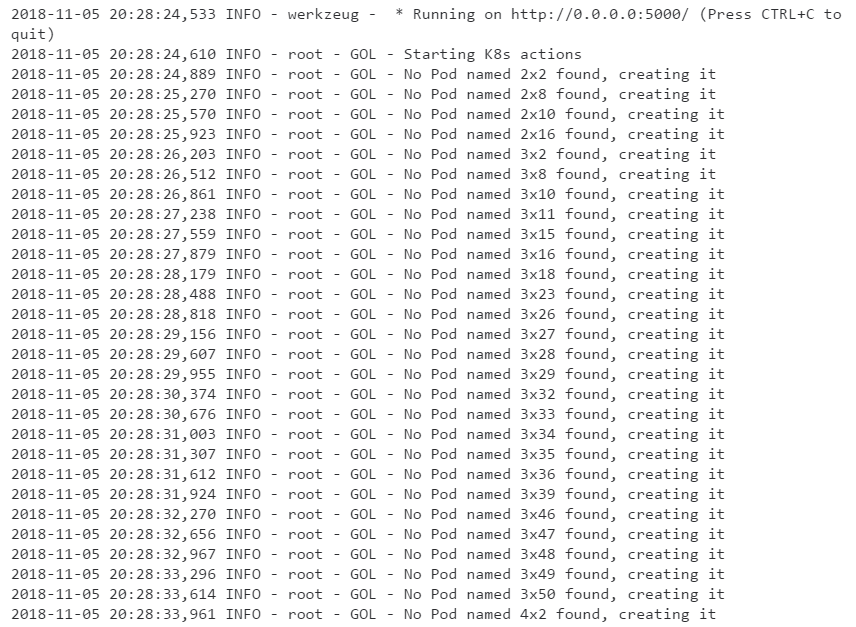 2018-11-05 20:28:24,533 INFO - werkzeug -  * Running on http://0.0.0.0:5000/ (Press CTRL+C to
quit)
2018-11-05 20:28:24,610 INFO - root - GOL - Starting K8s actions
2018-11-05 20:28:24,889 INFO - root - GOL - No Pod named 2x2 found, creating it
2018-11-05 20:28:25,270 INFO - root - GOL - No Pod named 2x8 found, creating it
2018-11-05 20:28:25,570 INFO - root - GOL - No Pod named 2x10 found, creating it
2018-11-05 20:28:25,923 INFO - root - GOL - No Pod named 2x16 found, creating it
2018-11-05 20:28:26,203 INFO - root - GOL - No Pod named 3x2 found, creating it
2018-11-05 20:28:26,512 INFO - root - GOL - No Pod named 3x8 found, creating it
2018-11-05 20:28:26,861 INFO - root - GOL - No Pod named 3x10 found, creating it
2018-11-05 20:28:27,238 INFO - root - GOL - No Pod named 3x11 found, creating it
2018-11-05 20:28:27,559 INFO - root - GOL - No Pod named 3x15 found, creating it
2018-11-05 20:28:27,879 INFO - root - GOL - No Pod named 3x16 found, creating it
2018-11-05 20:28:28,179 INFO - root - GOL - No Pod named 3x18 found, creating it
2018-11-05 20:28:28,488 INFO - root - GOL - No Pod named 3x23 found, creating it
2018-11-05 20:28:28,818 INFO - root - GOL - No Pod named 3x26 found, creating it
2018-11-05 20:28:29,156 INFO - root - GOL - No Pod named 3x27 found, creating it
2018-11-05 20:28:29,607 INFO - root - GOL - No Pod named 3x28 found, creating it
2018-11-05 20:28:29,955 INFO - root - GOL - No Pod named 3x29 found, creating it
2018-11-05 20:28:30,374 INFO - root - GOL - No Pod named 3x32 found, creating it
2018-11-05 20:28:30,676 INFO - root - GOL - No Pod named 3x33 found, creating it
2018-11-05 20:28:31,003 INFO - root - GOL - No Pod named 3x34 found, creating it
2018-11-05 20:28:31,307 INFO - root - GOL - No Pod named 3x35 found, creating it
2018-11-05 20:28:31,612 INFO - root - GOL - No Pod named 3x36 found, creating it
2018-11-05 20:28:31,924 INFO - root - GOL - No Pod named 3x39 found, creating it
2018-11-05 20:28:32,270 INFO - root - GOL - No Pod named 3x46 found, creating it
2018-11-05 20:28:32,656 INFO - root - GOL - No Pod named 3x47 found, creating it
2018-11-05 20:28:32,967 INFO - root - GOL - No Pod named 3x48 found, creating it
2018-11-05 20:28:33,296 INFO - root - GOL - No Pod named 3x49 found, creating it
2018-11-05 20:28:33,614 INFO - root - GOL - No Pod named 3x50 found, creating it
2018-11-05 20:28:33,961 INFO - root - GOL - No Pod named 4x2 found, creating it